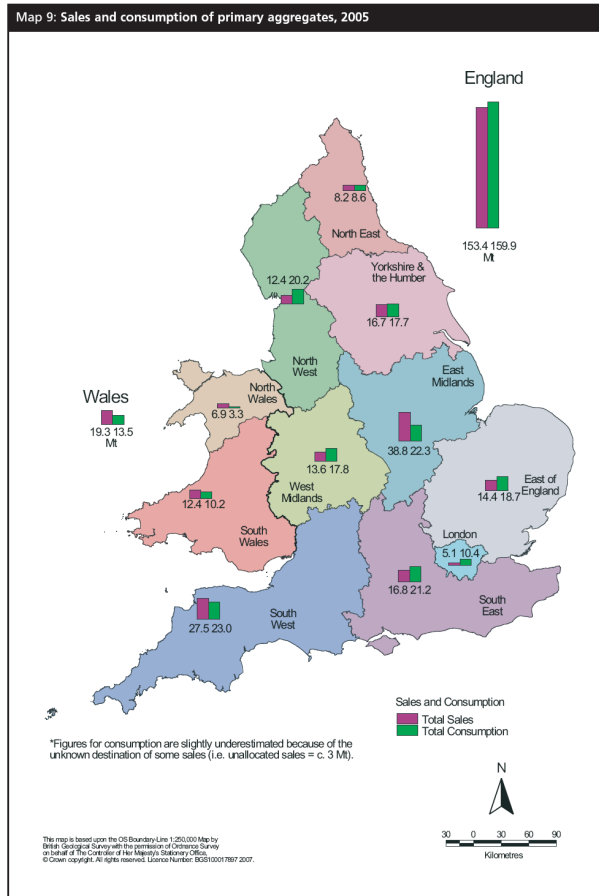 Map 9: Sales and consumption of primary aggregates, 2005
England
153.4 159.9
Mt
8.2 8.6
North East
12.4 20.2
Yorkshire &
the Humber
16.7 17.7
North
West
East
Midlands
38.8 22.3
Wales
19.3 13.5
Mt
North
Wales
6.9 3.3
13.6 17.8
West
Midlands
14.4 18.7
East of
England
12.4 10.2
South
Wales
London
5.1 10.4
16.8 21.2
South
East
27.5 23.0
South
West
Sales and Consumption
Total Sales
Total Consumption
*Figures for consumption are slightly underestimated because of the
unknown destination of some sales (i.e. unallocated sales = c. 3 Mt).
N
30 0 30 60 90
Kilometres
This map is based upon the OS Boundary-Line 1:250,000 Map by
British Geological Survey with the permission of Ordnance Survey
on behalf of The Controller of Her Majesty's Stationery Office,
© Crown copyright. All rights reserved. Licence Number: BGS100017897 2007.